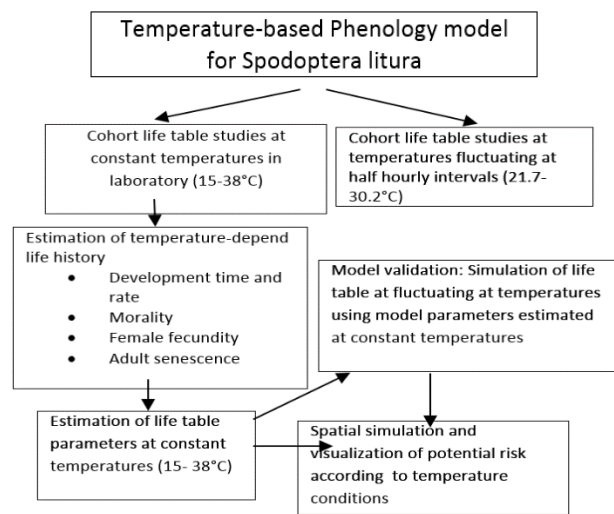 Temperature-based Phenology model
for Spodoptera litura
Cohort life table studies at
constant temperatures in
laboratory (15-38°C)
Cohort life table studies at
temperatures fluctuating at
half hourly intervals (21.7-
30.2°C)
Estimation of temperature-depend
life history
• Development time and
rate
• Morality
• Female fecundity
• Adult senescence
Model validation: Simulation of life
table at fluctuating at temperatures
using model parameters estimated
at constant temperatures
Estimation of life table
parameters at constant
temperatures (15- 38°C)
Spatial simulation and
visualization of potential risk
according to temperature
conditions